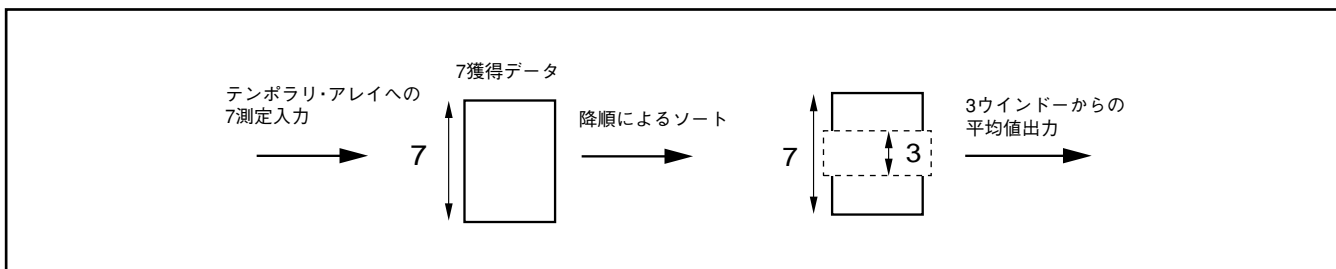 テンポラリ・アレイへの
7測定入力
7獲得データ
7
降順によるソート
7
3
3ウインドーからの
平均値出力